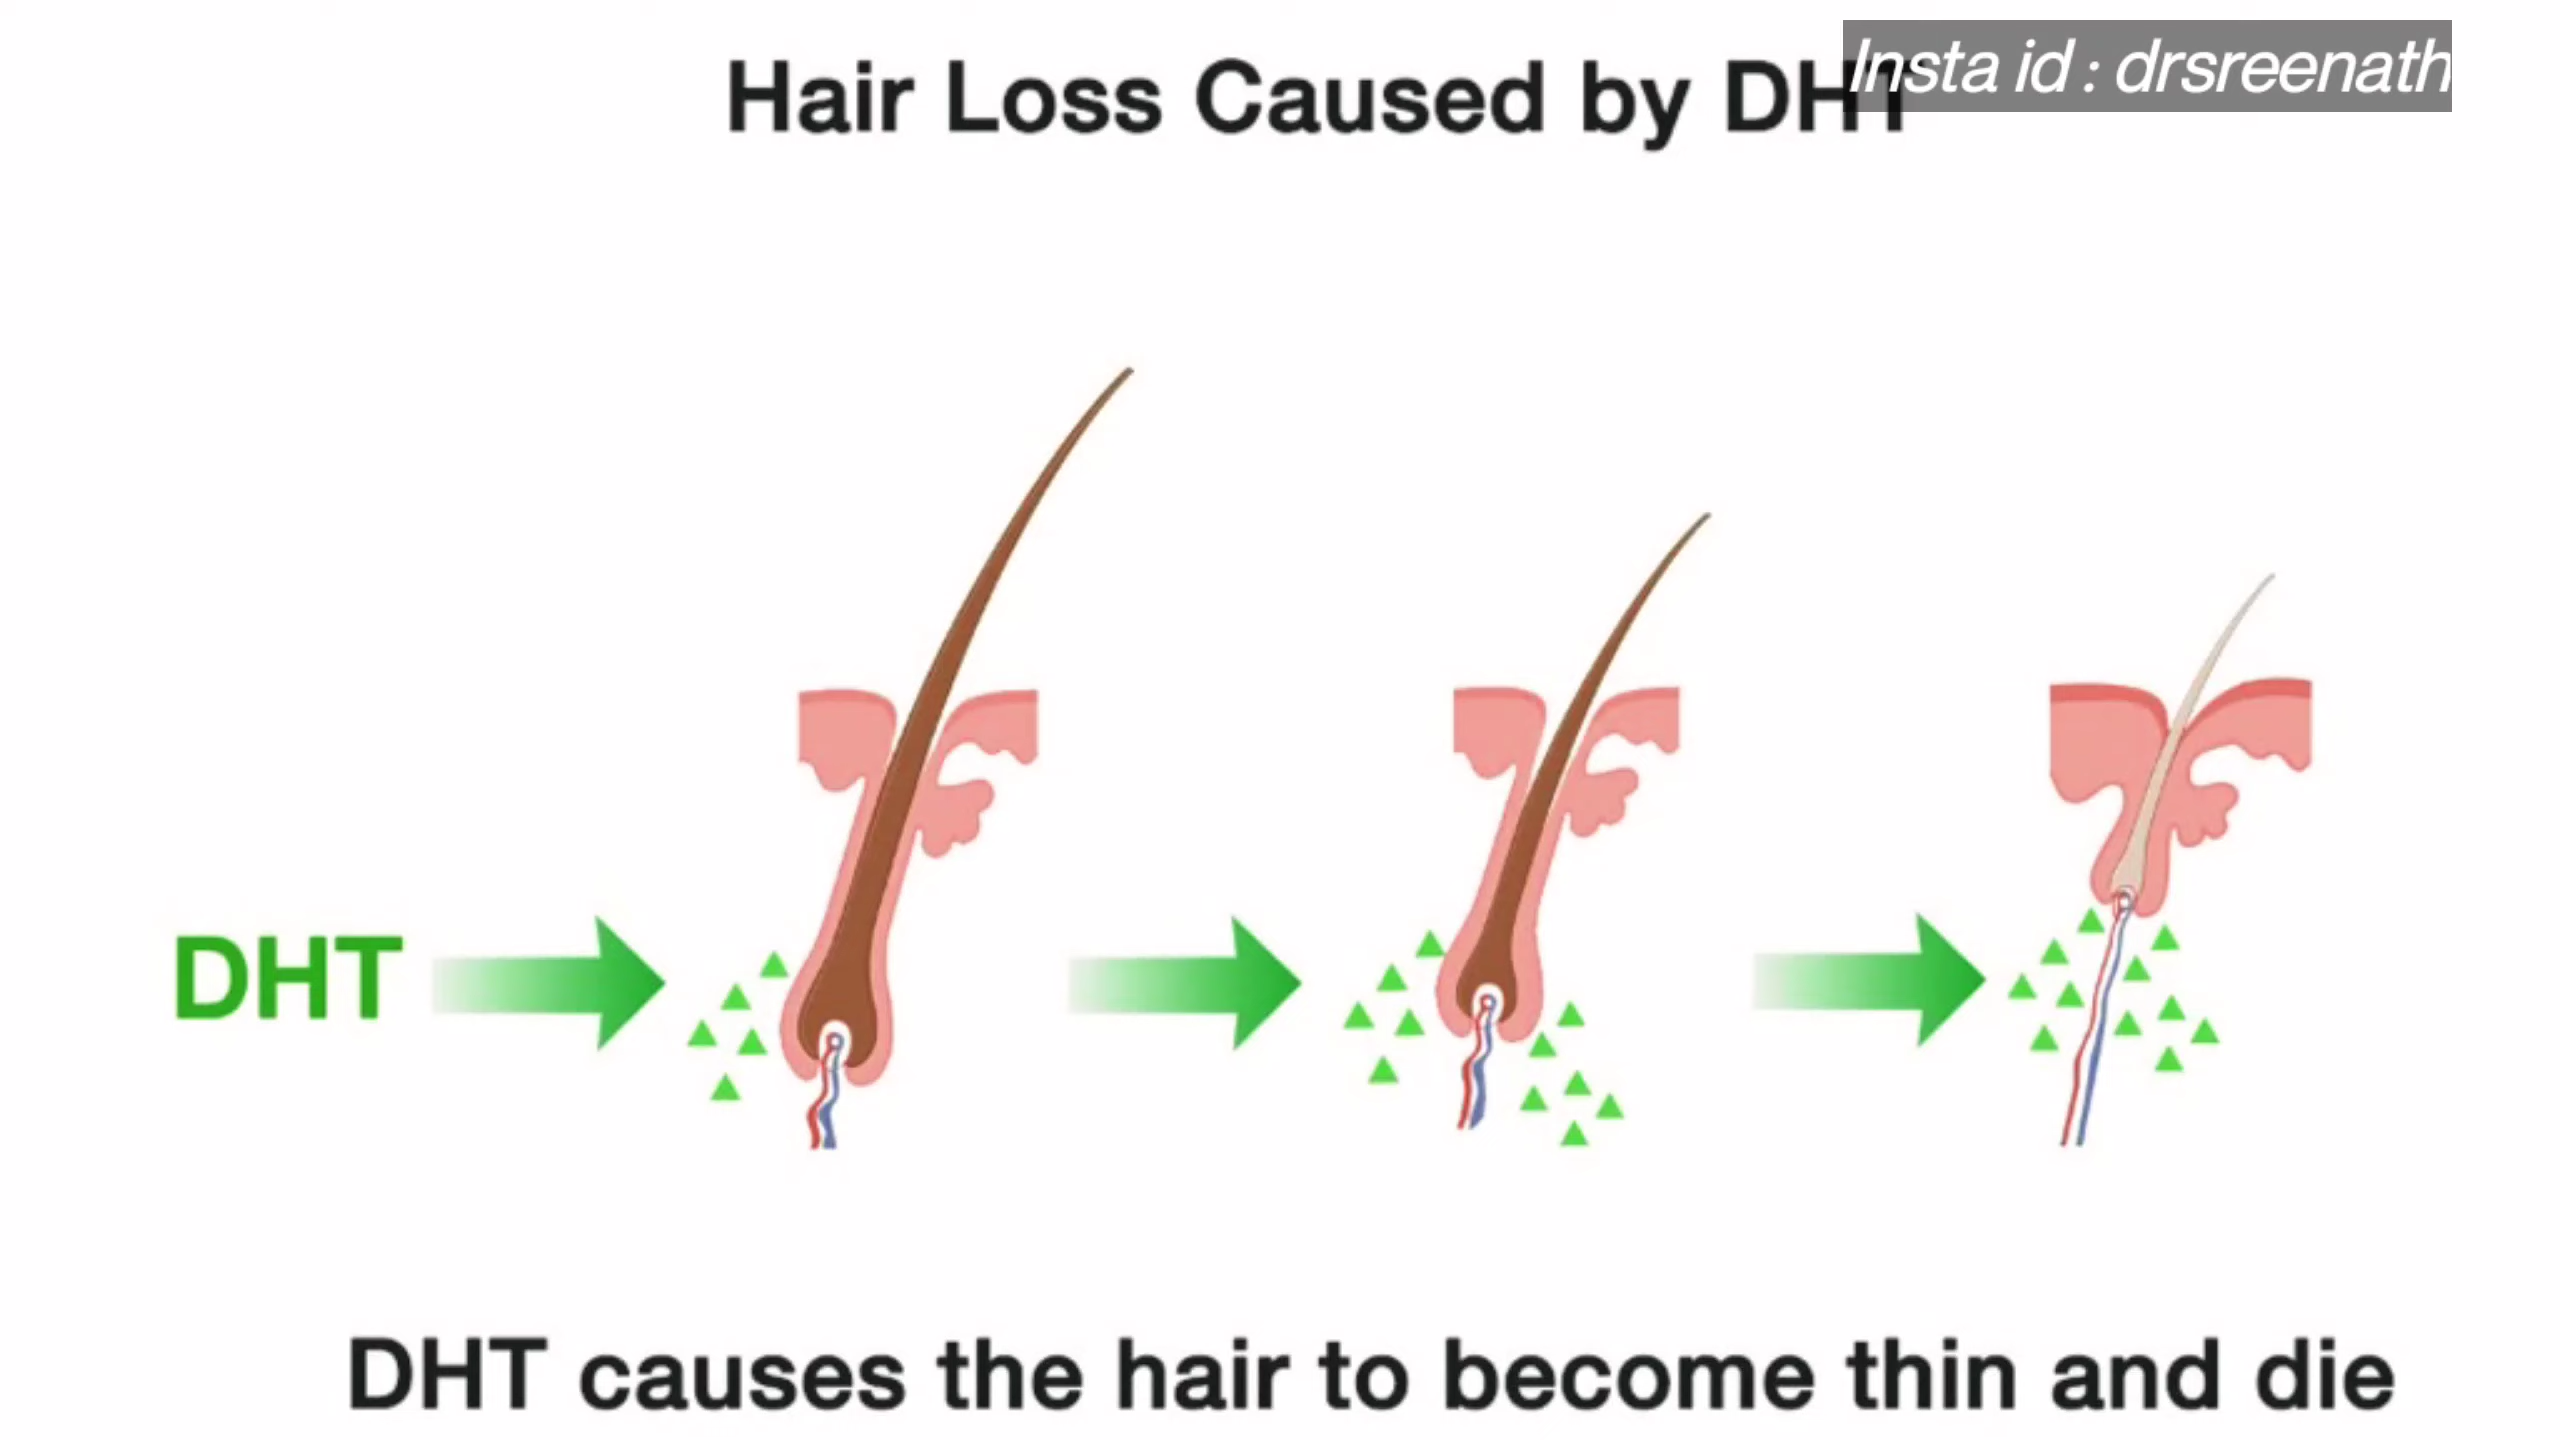 Hair Loss Caused by DHT
Insta id : drsreenath
DHT
DHT causes the hair to become thin and die